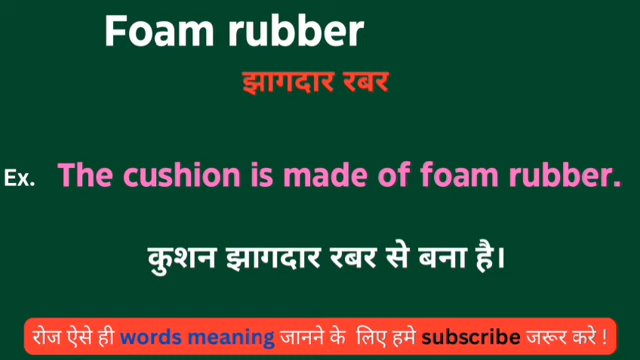 Foam rubber
झागदार रबर
Ex. The cushion is made of foam rubber.
कुशन झागदार रबर से बना है।
रोज ऐसे ही words meaning जानने के लिए हमे subscribe जरूर करे !